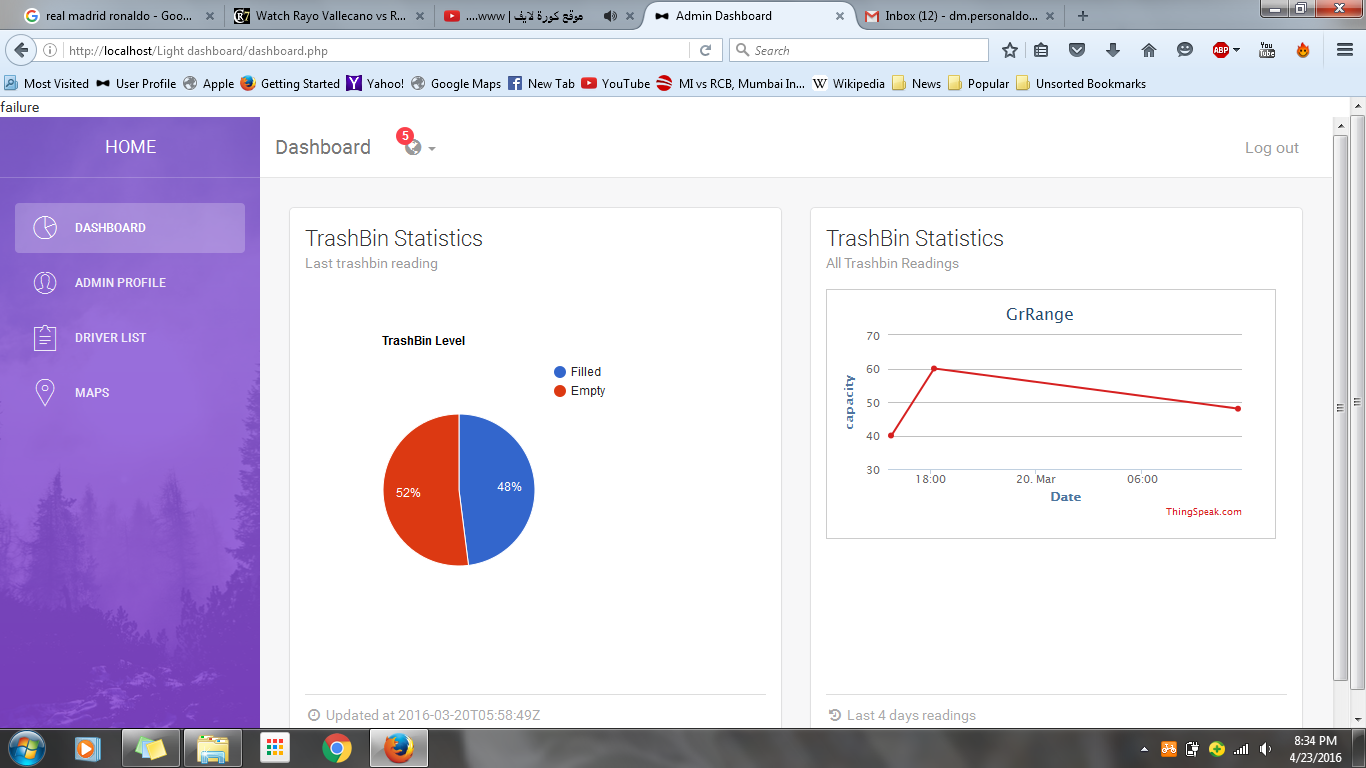 real madrid ronaldo - Goo...
Watch Rayo Vallecano vs R...
موقع كورة لايف | www....
Admin Dashboard
Inbox (12) - dm.personaldo...
http://localhost/Light dashboard/dashboard.php
Search
ABP
You Tube
Most Visited
User Profile
Apple
Getting Started
Yahoo!
Google Maps
New Tab
YouTube
MI vs RCB, Mumbai In...
Wikipedia
News
Popular
Unsorted Bookmarks
failure
HOME
Dashboard
5
Log out
DASHBOARD
ADMIN PROFILE
DRIVER LIST
MAPS
TrashBin Statistics
Last trashbin reading
TrashBin Level
Filled
Empty
52%
48%
Updated at 2016-03-20T05:58:49Z
TrashBin Statistics
All Trashbin Readings
GrRange
capacity
70
60
50
40
30
18:00
20. Mar
06:00
Date
ThingSpeak.com
Last 4 days readings
8:34 PM
4/23/2016